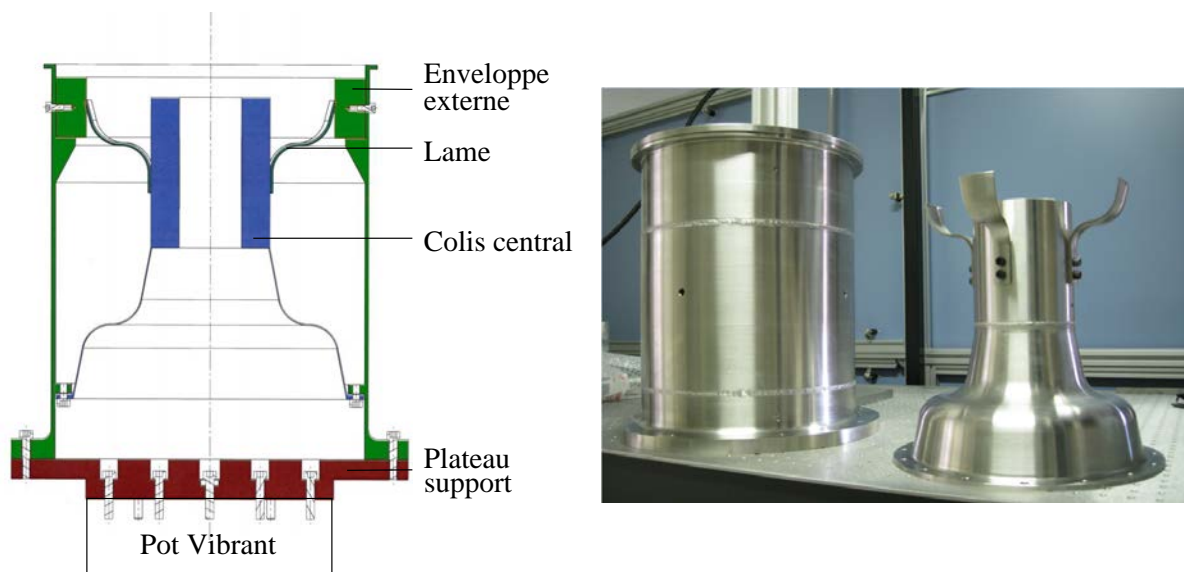 Enveloppe
externe
Lame
Colis central
Plateau
support
Pot Vibrant